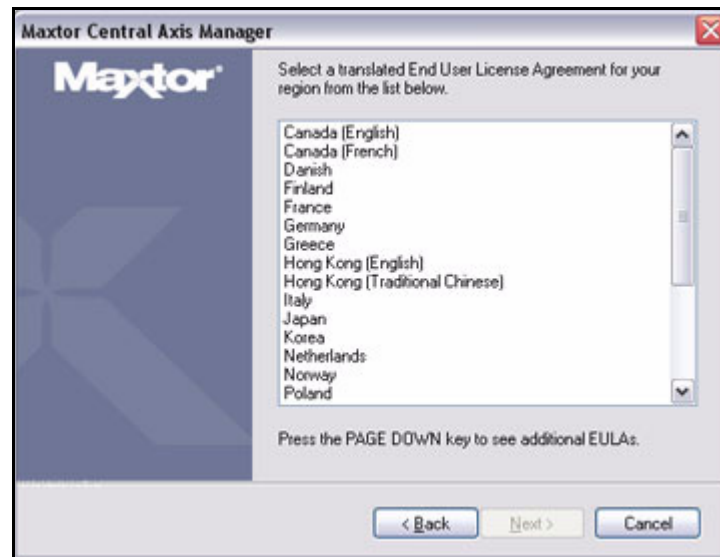 Maxtor Central Axis Manager
Maxtor
Select a translated End User License Agreement for your
region from the list below.
Canada (English)
Canada (French)
Danish
Finland
France
Germany
Greece
Hong Kong (English)
Hong Kong (Traditional Chinese)
Italy
Japan
Korea
Netherlands
Norway
Poland
Press the PAGE DOWN key to see additional EULAs.
< Back
Next >
Cancel